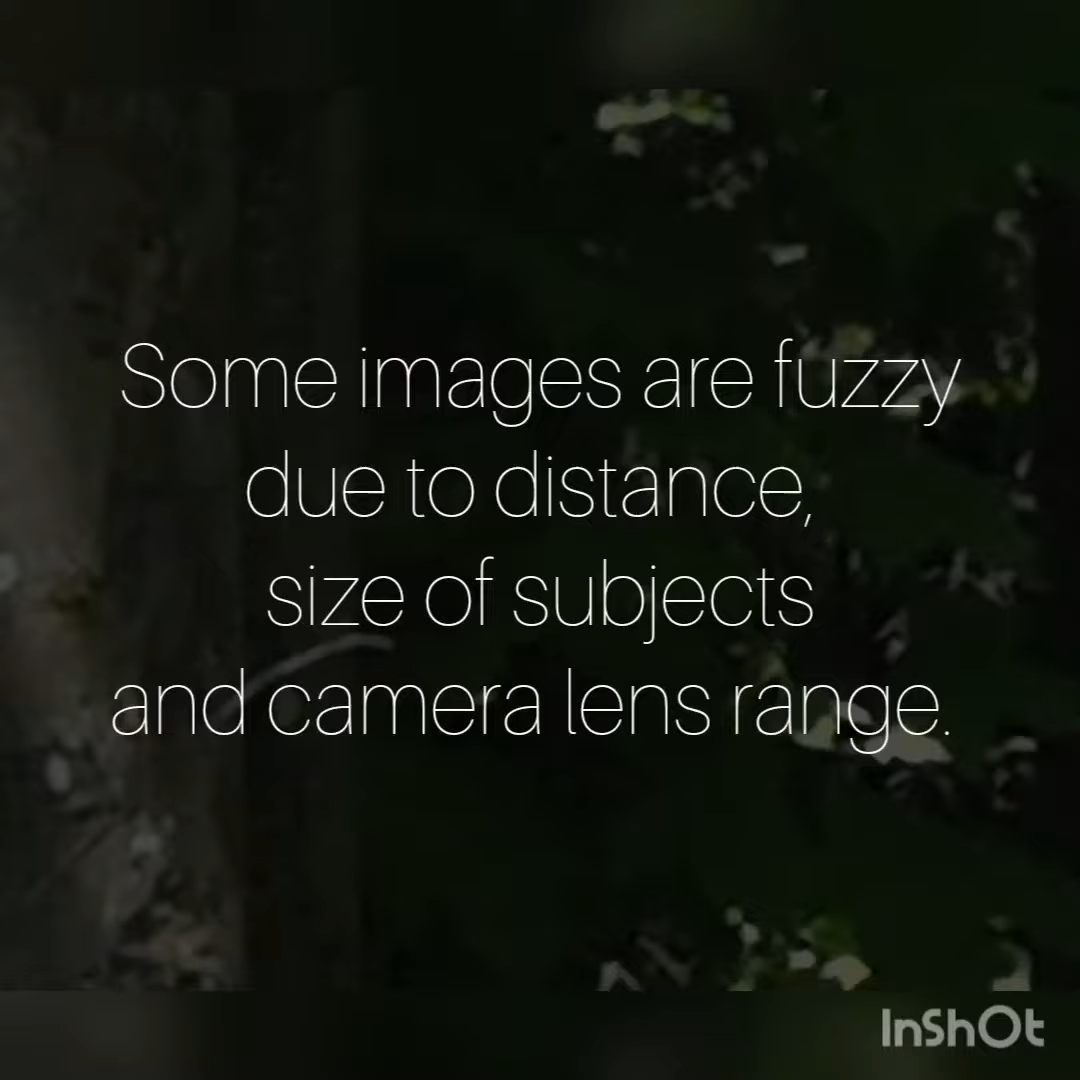 Some images are fuzzy
due to distance,
size of subjects
and camera lens range.
InShOt